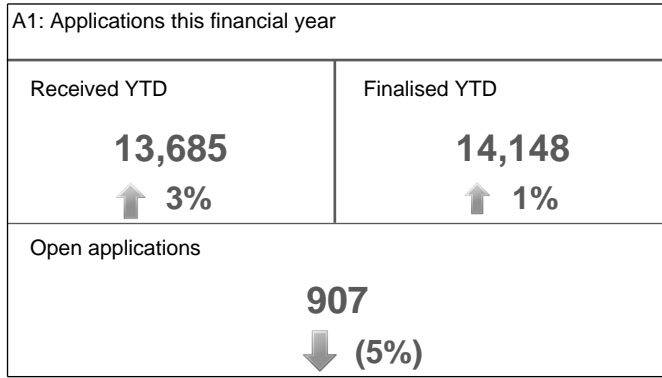 A1: Applications this financial year
Received YTD
Finalised YTD
13,685
14,148
3%
1%
Open applications
907
(5%)